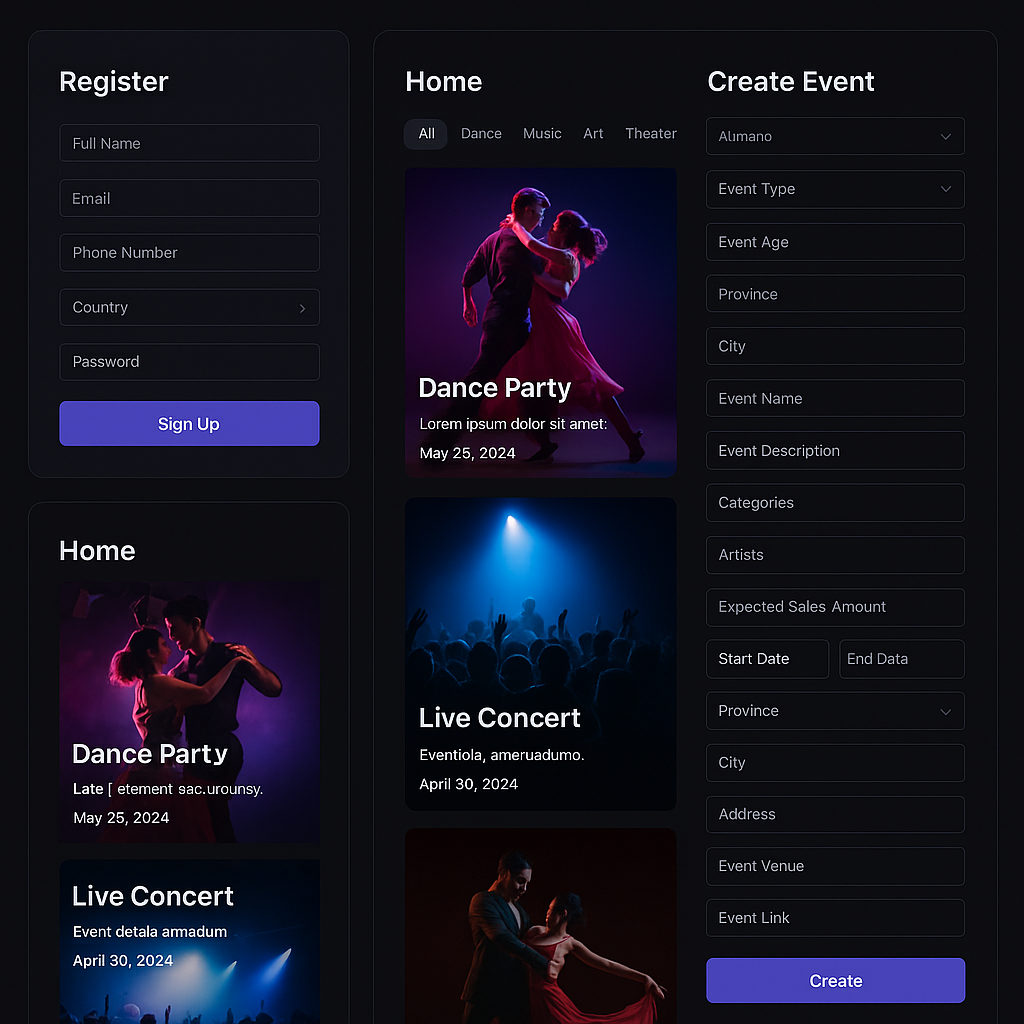 Register
Full Name
Email
Phone Number
Country
Password
Sign Up
Home
Dance Party
Late [ etement sac.urounsy.
May 25, 2024
Live Concert
Event detala amadum
April 30, 2024
Home
All Dance Music Art Theater
Dance Party
Lorem ipsum dolor sit amet:
May 25, 2024
Live Concert
Eventiola, ameruadumo.
April 30, 2024
Create Event
Alımano
Event Type
Event Age
Province
City
Event Name
Event Description
Categories
Artists
Expected Sales Amount
Start Date End Data
Province
City
Address
Event Venue
Event Link
Create